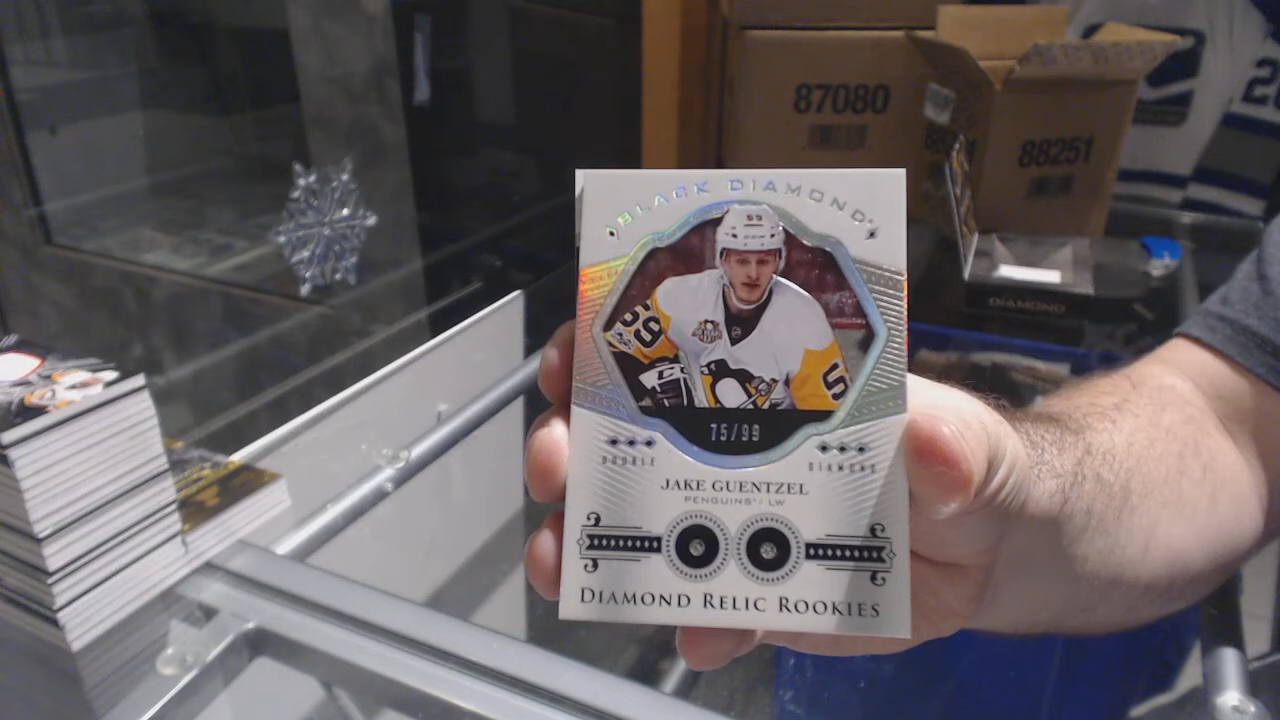 87080
88251
BLACK DIAMOND
59
59
75/99
DOUBLE DIAMOND
JAKE GUENTZEL
PENGUINS / LW
DIAMOND RELIC ROOKIES
DIAMOND